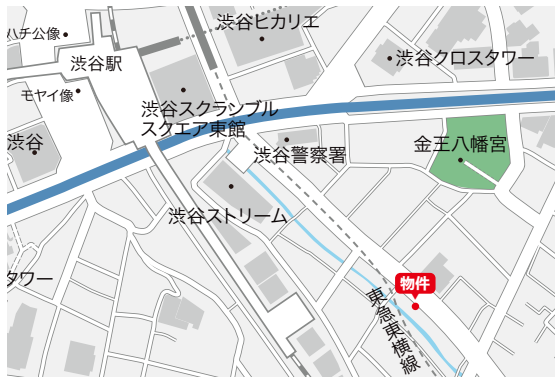 渋谷ヒカリエ
ハチ公像
渋谷駅
渋谷クロスタワー
モヤイ像
渋谷スクランブル
スクエア東館
渋谷
渋谷警察署
金王八幡宮
渋谷ストリーム
タワー
物件
東急東横線